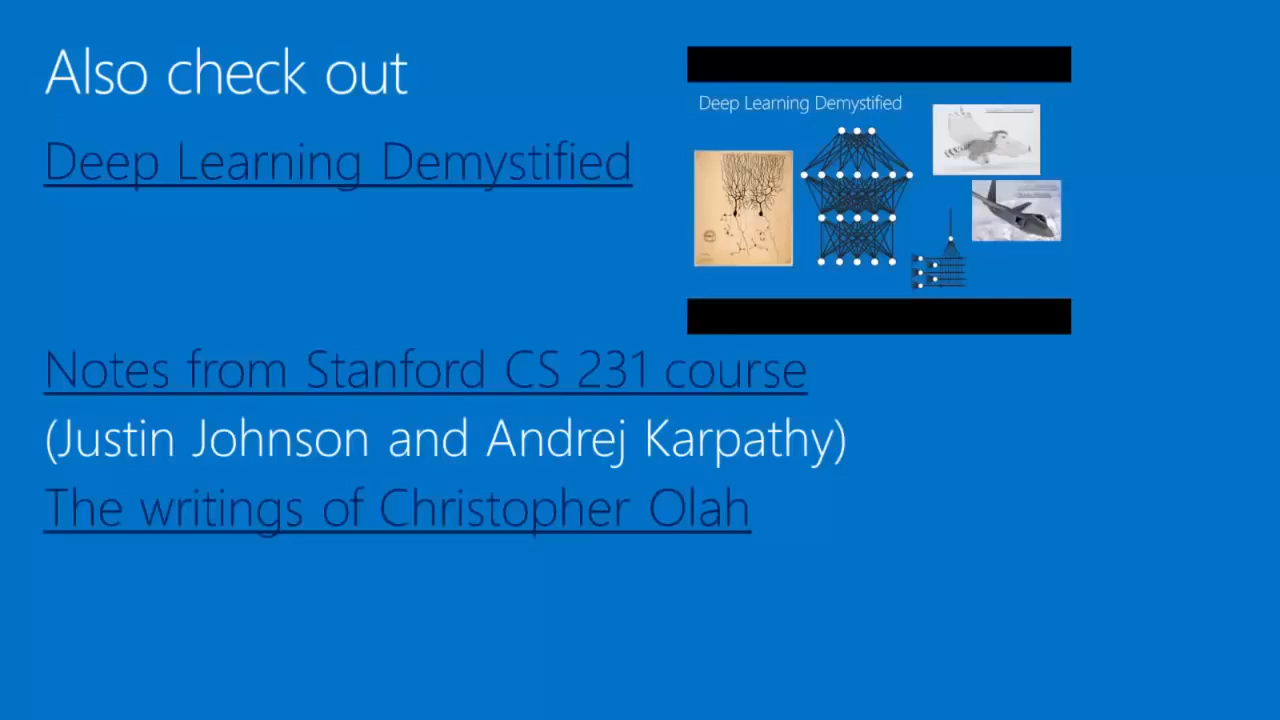 Also check out
Deep Learning Demystified
Deep Learning Demystified
Notes from Stanford CS 231 course
(Justin Johnson and Andrej Karpathy)
The writings of Christopher Olah